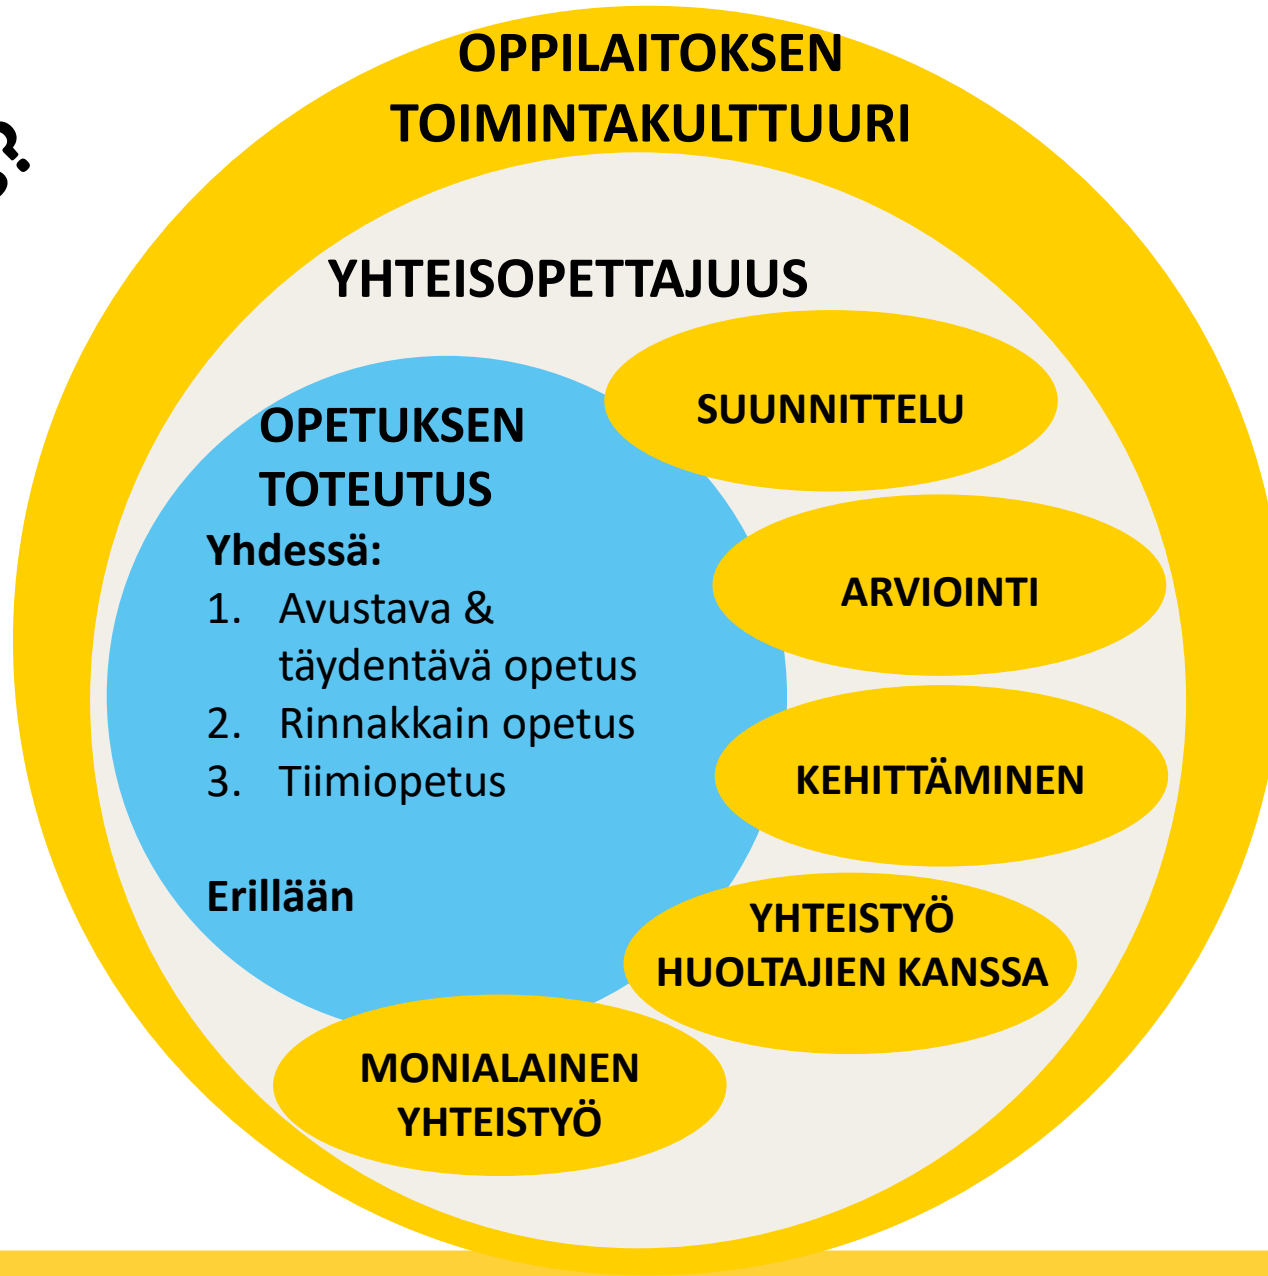 ?
OPPILAITOKSEN
TOIMINTAKULTTUURI
YHTEISOPETTAJUUS
SUUNNITTELU
OPETUKSEN
TOTEUTUS
Yhdessä:
1. Avustava &
täydentävä opetus
2. Rinnakkain opetus
3. Tiimiopetus
Erillään
ARVIOINTI
KEHITTÄMINEN
YHTEISTYÖ
HUOLTAJIEN KANSSA
MONIALAINEN
YHTEISTYÖ